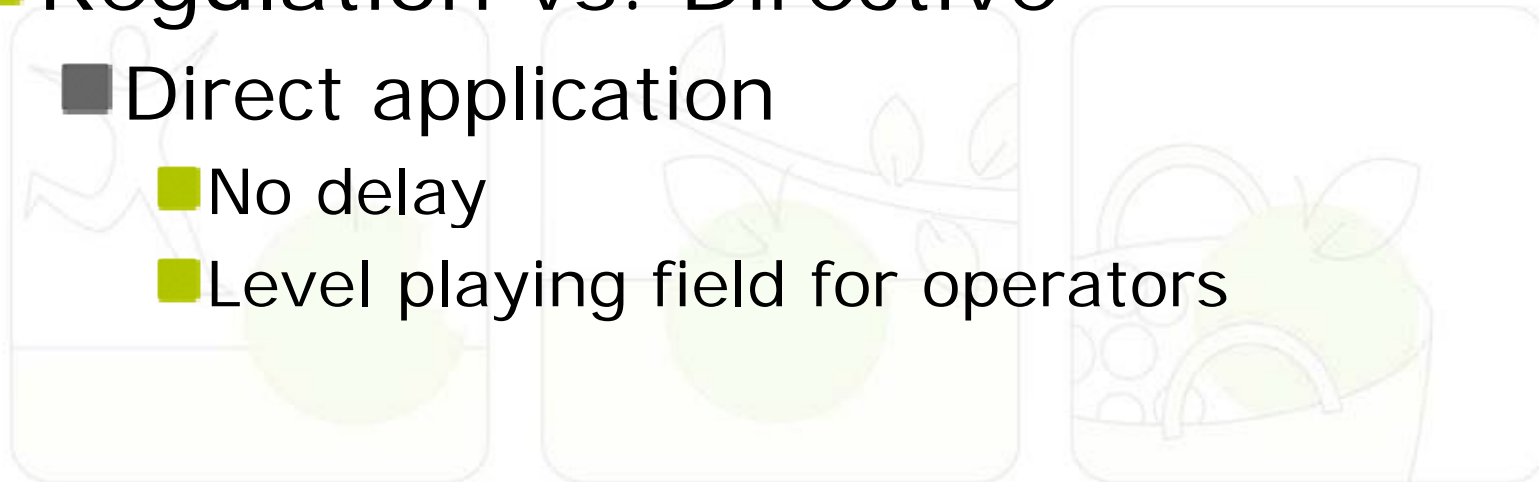 Regulation vs. Directive
Direct application
No delay
Level playing field for operators